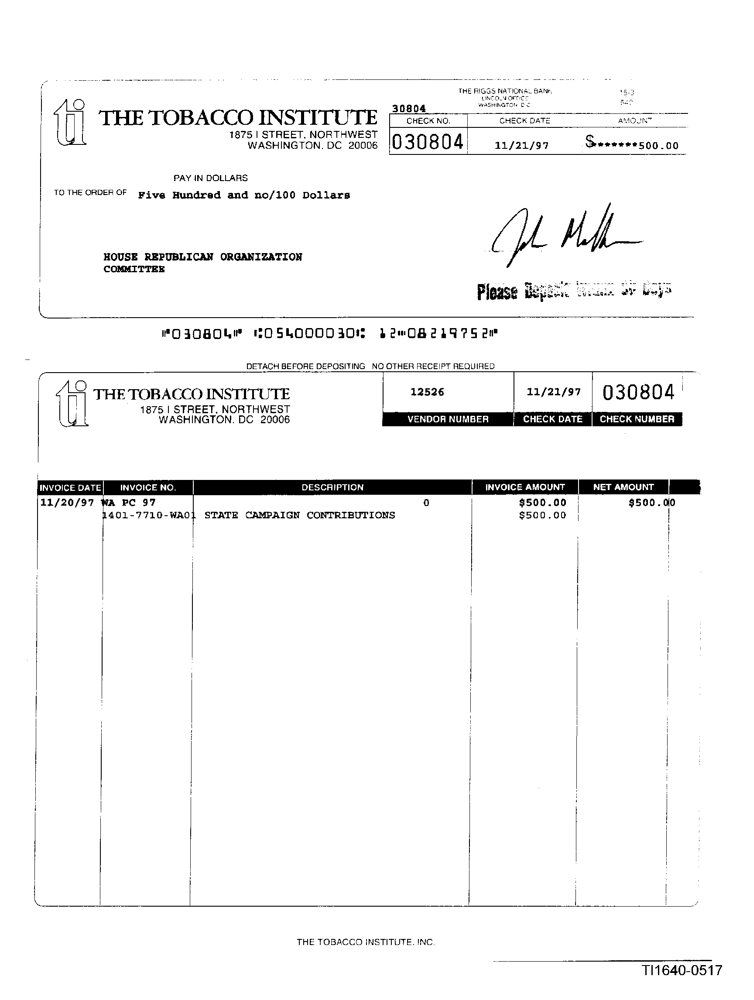 THE RIGGS NATIONAL BANK
LINCOLN OFFICE
WASHINGTON D C
15-3
540
ti THE TOBACCO INSTITUTE
1875 I STREET, NORTHWEST
WASHINGTON, DC 20006
30804
CHECK NO. CHECK DATE AMOUNT
030804 11/21/97 $*******500.00
PAY IN DOLLARS
TO THE ORDER OF Five Hundred and no/100 Dollars
HOUSE REPUBLICAN ORGANIZATION
COMMITTEE
Please Deposit Days
⑈030804⑈ ⑆054000030⑆ 12⑉08219752⑈
DETACH BEFORE DEPOSITING NO OTHER RECEIPT REQUIRED
ti THE TOBACCO INSTITUTE
1875 I STREET, NORTHWEST
WASHINGTON, DC 20006
12526 11/21/97 030804
VENDOR NUMBER CHECK DATE CHECK NUMBER
INVOICE DATE INVOICE NO. DESCRIPTION INVOICE AMOUNT NET AMOUNT
11/20/97 WA PC 97 0 $500.00 $500.00
1401-7710-WA01 STATE CAMPAIGN CONTRIBUTIONS $500.00
THE TOBACCO INSTITUTE, INC.
TI1640-0517